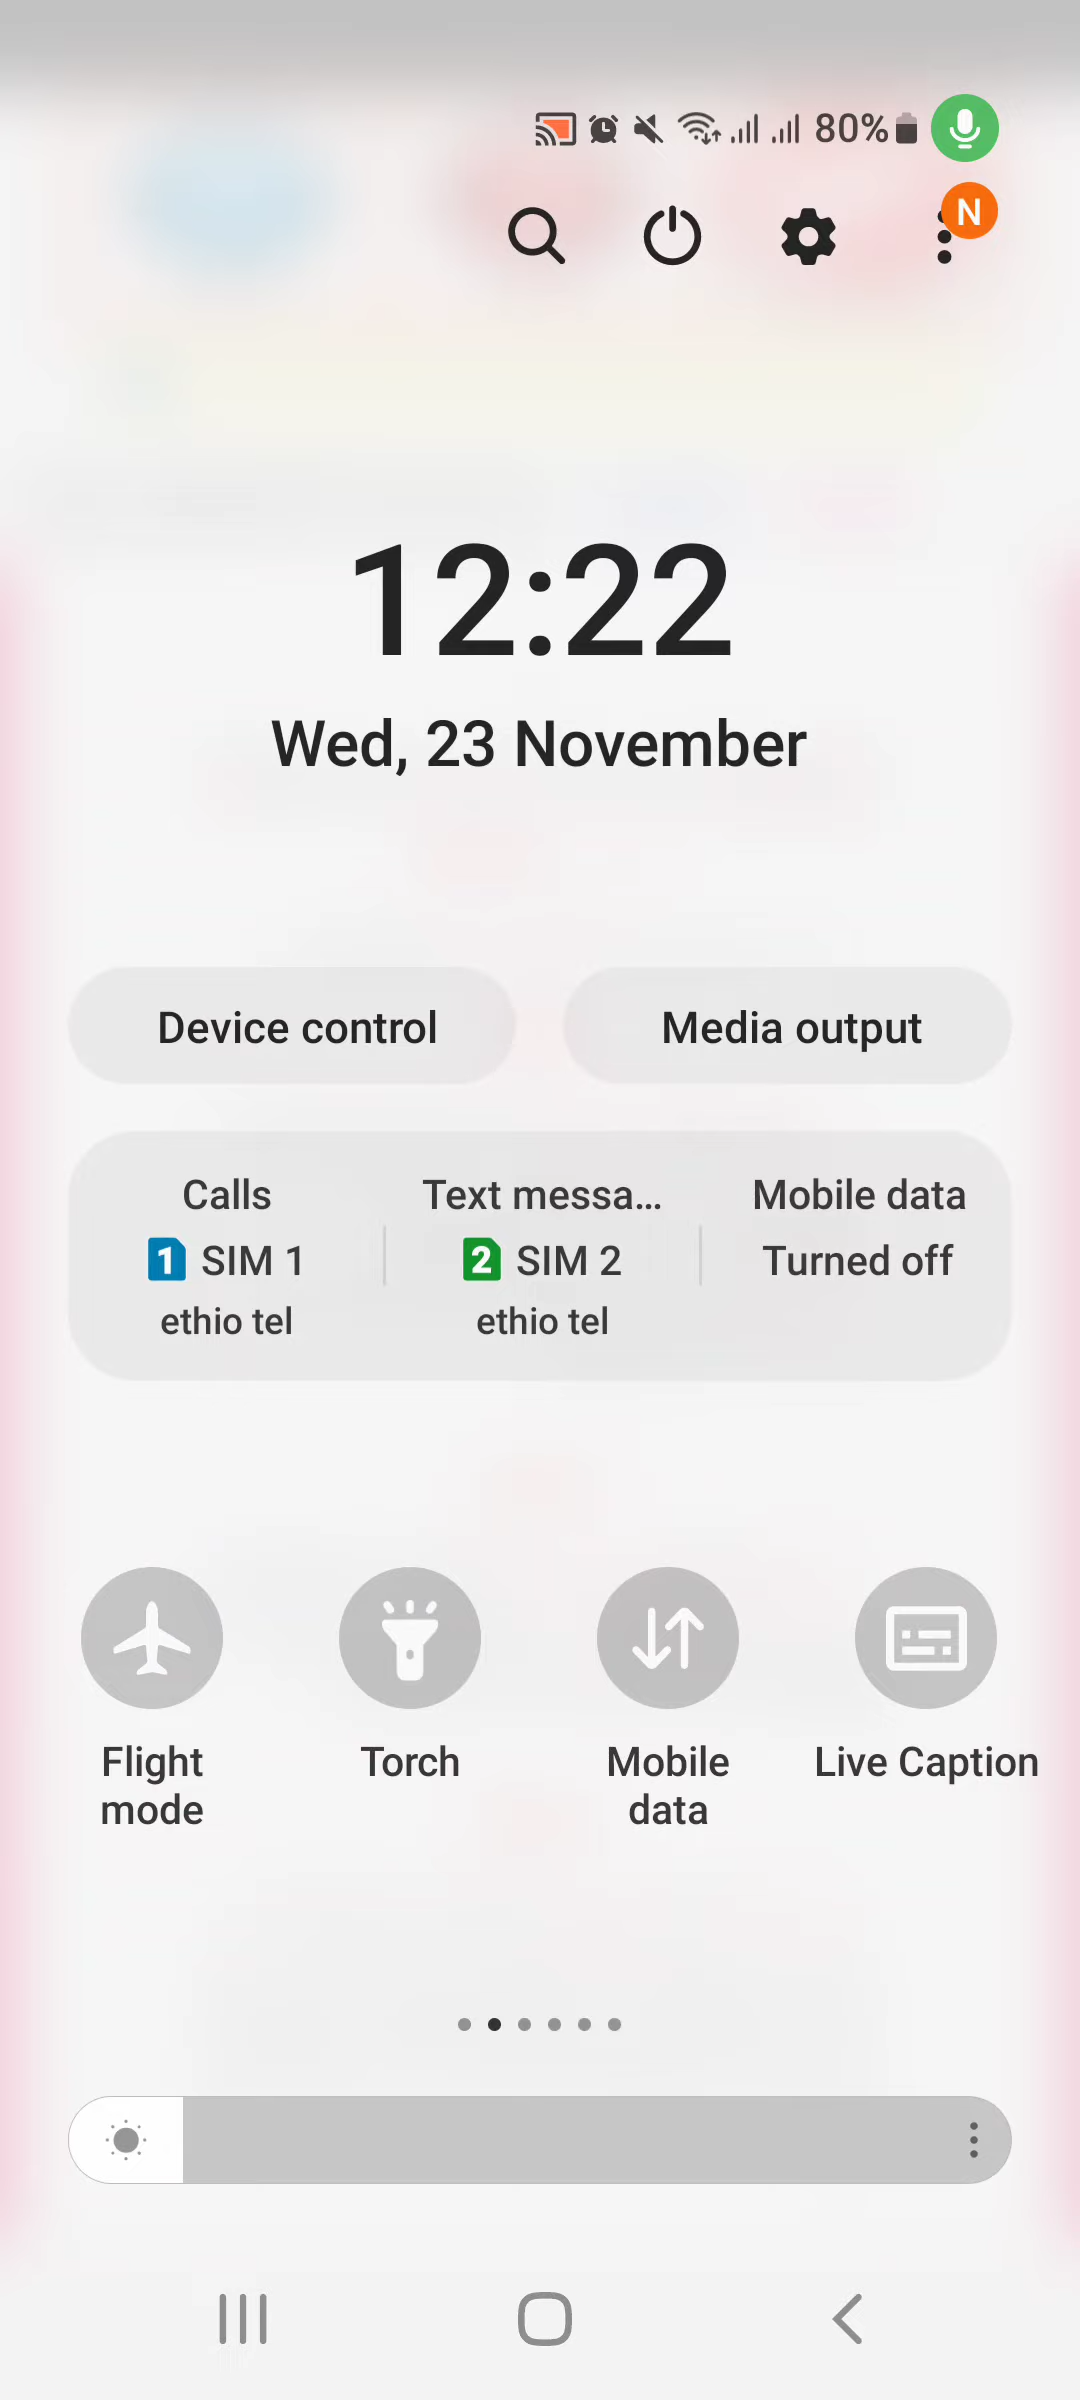 80%
N
12:22
Wed, 23 November
Device control
Media output
Calls
1 SIM 1
ethio tel
Text messa...
2 SIM 2
ethio tel
Mobile data
Turned off
Flight
mode
Torch
Mobile
data
Live Caption